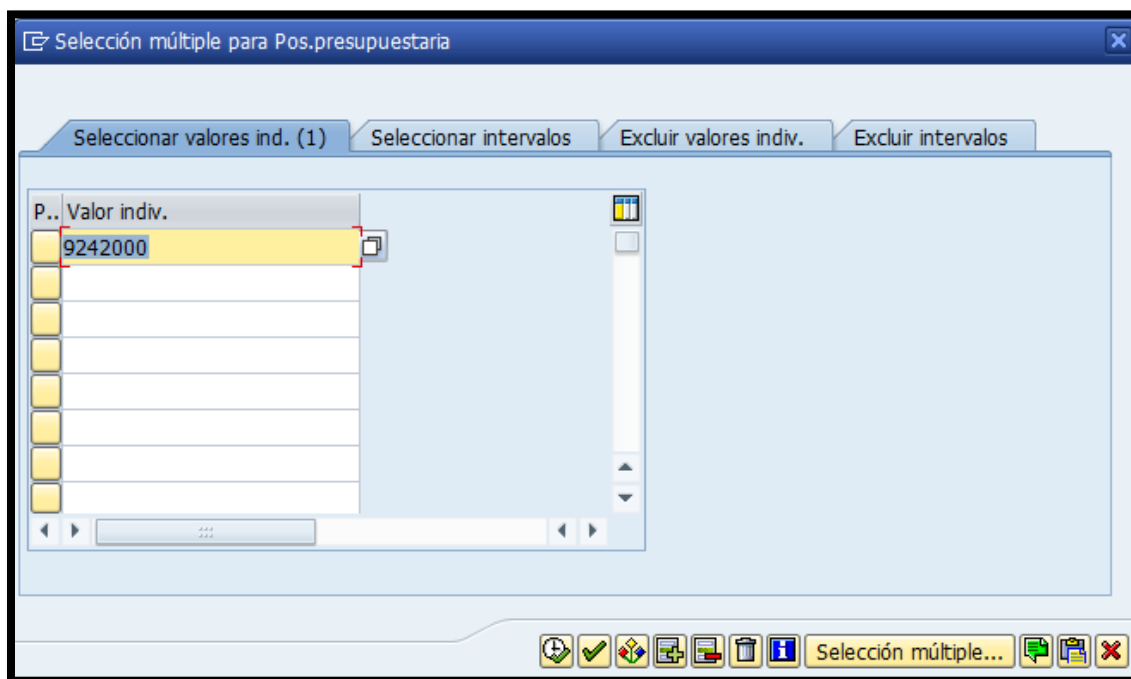 Selección múltiple para Pos.presupuestaria
Seleccionar valores ind. (1) Seleccionar intervalos Excluir valores indiv. Excluir intervalos
P.. Valor indiv.
9242000
Selección múltiple...